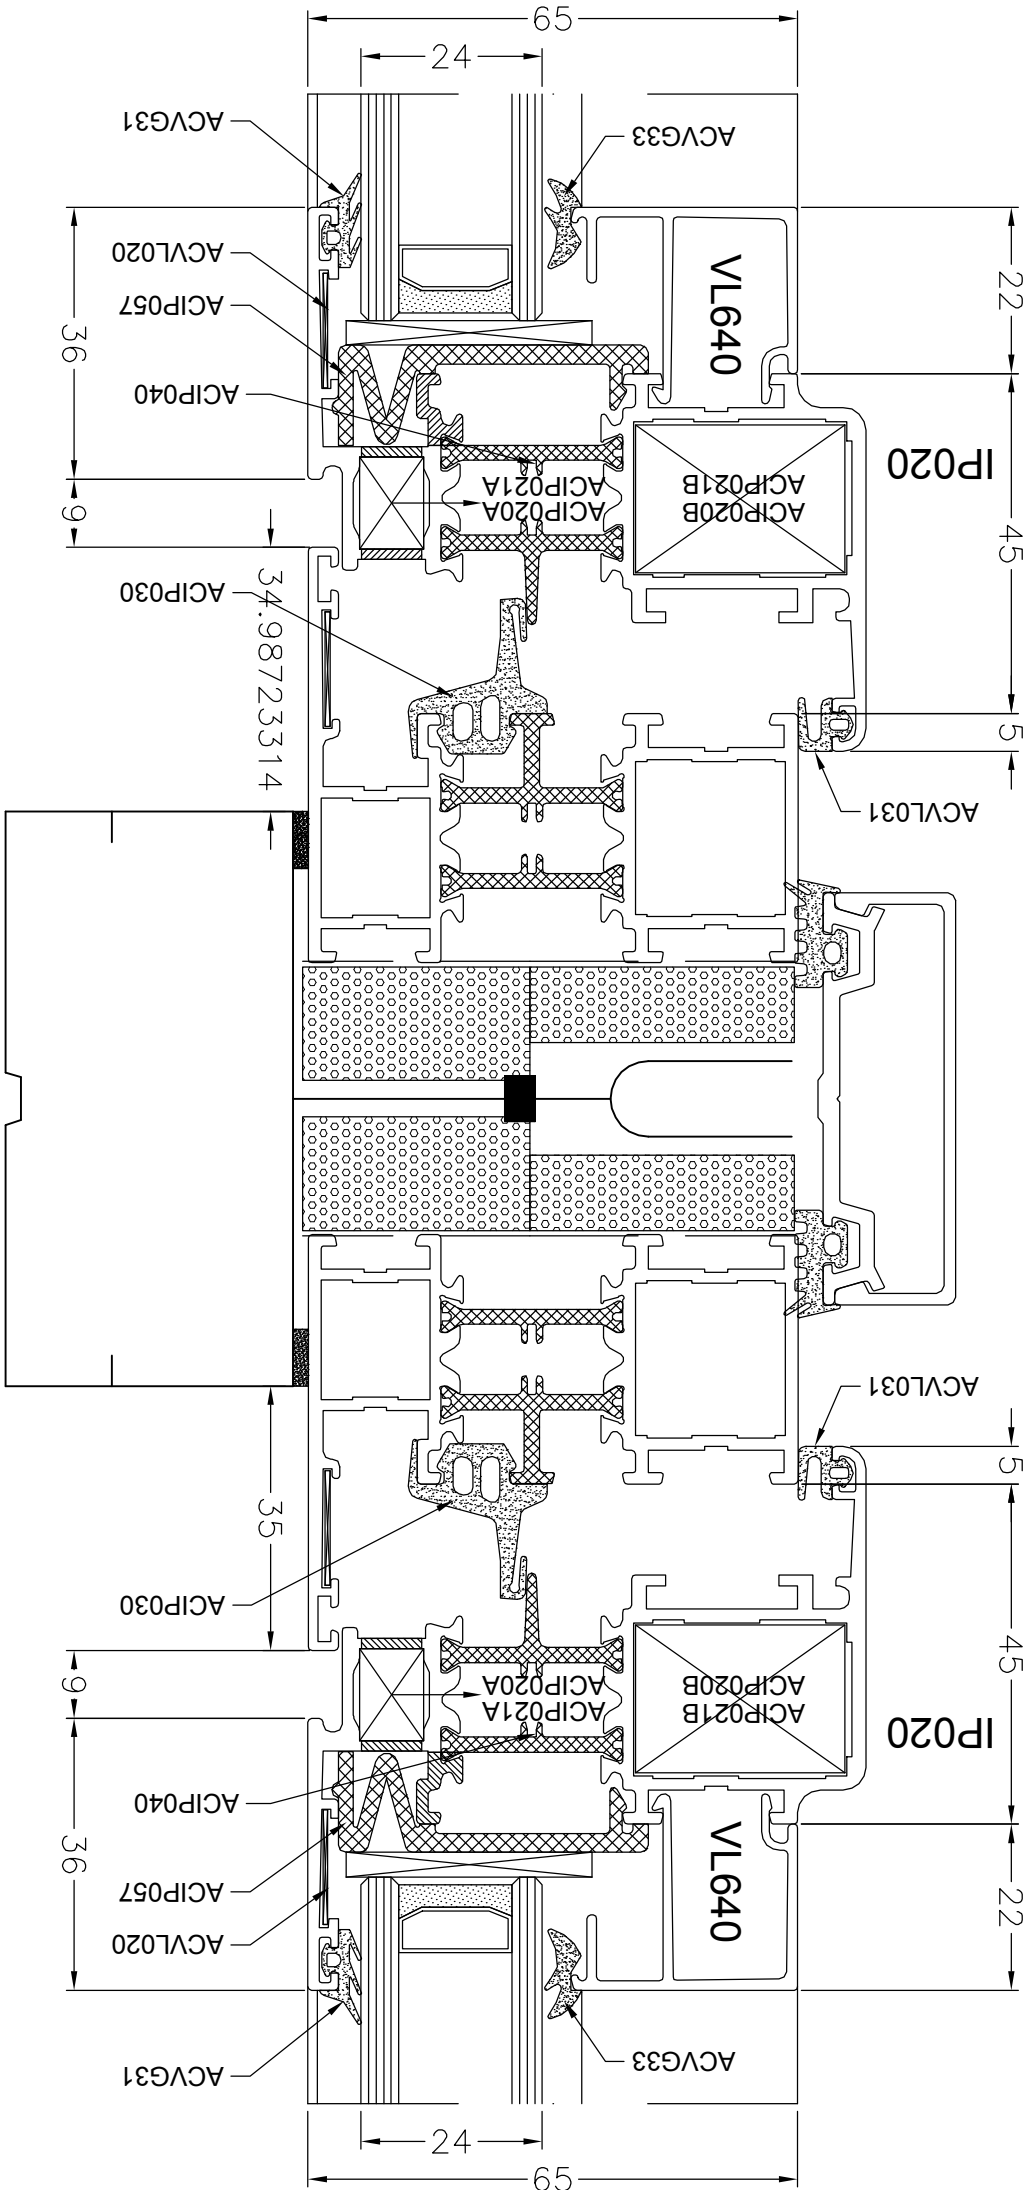 65
24
ACVG31
ACVG33
ACVL020
ACIP057
36
VL640
22
ACIP040
IP020
ACIP021A
ACIP020A
ACIP021B
ACIP020B
9
45
ACIP030
34.98723314
5
ACVL031
ACVL031
5
35
ACIP030
45
9
ACIP020A
ACIP021A
ACIP020B
ACIP021B
IP020
ACIP040
36
ACIP057
VL640
22
ACVL020
ACVG33
ACVG31
24
65